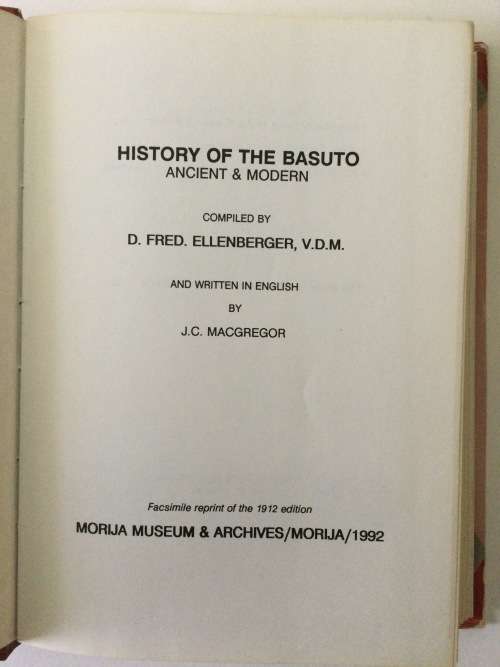 HISTORY OF THE BASUTO
ANCIENT & MODERN
COMPILED BY
D. FRED. ELLENBERGER, V.D.M.
AND WRITTEN IN ENGLISH
BY
J.C. MACGREGOR
Facsimile reprint of the 1912 edition
MORIJA MUSEUM & ARCHIVES/MORIJA/1992